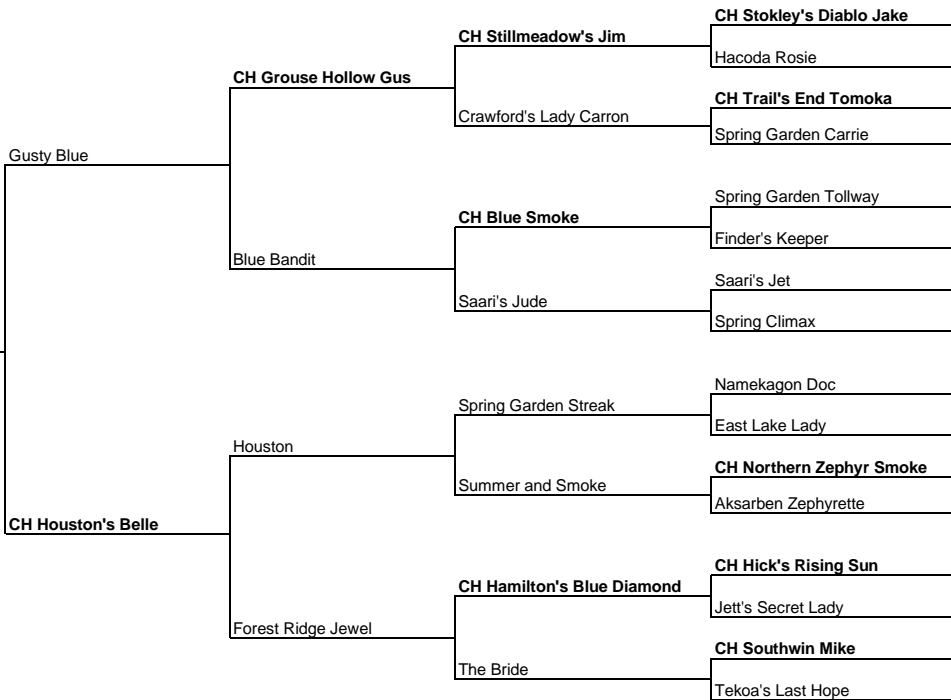 CH Stokley's Diablo Jake
CH Stillmeadow's Jim
Hacoda Rosie
CH Grouse Hollow Gus
CH Trail's End Tomoka
Crawford's Lady Carron
Spring Garden Carrie
Gusty Blue
Spring Garden Tollway
CH Blue Smoke
Finder's Keeper
Blue Bandit
Saari's Jet
Saari's Jude
Spring Climax
Namekagon Doc
Spring Garden Streak
East Lake Lady
Houston
CH Northern Zephyr Smoke
Summer and Smoke
Aksarben Zephyrette
CH Houston's Belle
CH Hick's Rising Sun
CH Hamilton's Blue Diamond
Jett's Secret Lady
Forest Ridge Jewel
CH Southwin Mike
The Bride
Tekoa's Last Hope